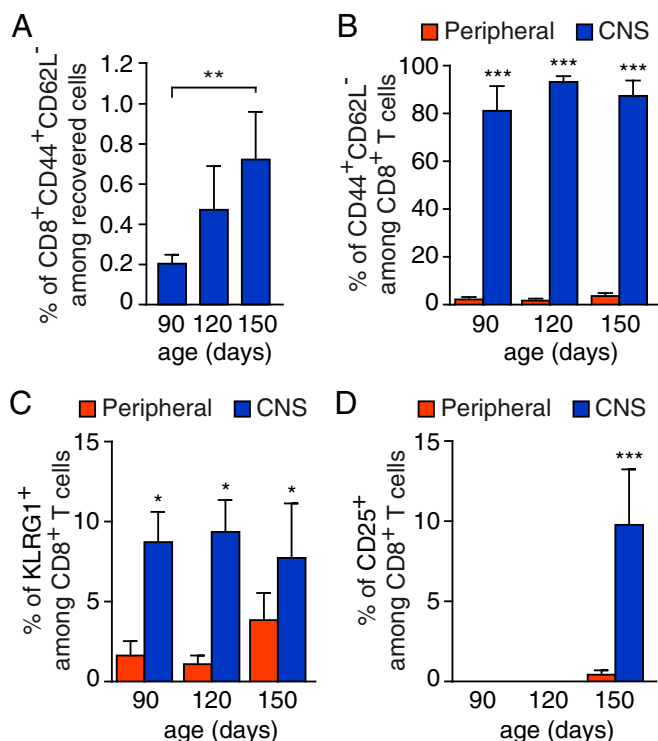 A
% of CD8⁺CD44⁺CD62L⁻
among recovered cells
1.2
1.0
0.8
0.6
0.4
0.2
0
**
90 120 150
age (days)
B
Peripheral CNS
% of CD44⁺CD62L⁻
among CD8⁺ T cells
100
80
60
40
20
0
*** *** ***
90 120 150
age (days)
C
Peripheral CNS
% of KLRG1⁺
among CD8⁺ T cells
15
10
5
0
* * *
90 120 150
age (days)
D
Peripheral CNS
% of CD25⁺
among CD8⁺ T cells
15
10
5
0
***
90 120 150
age (days)